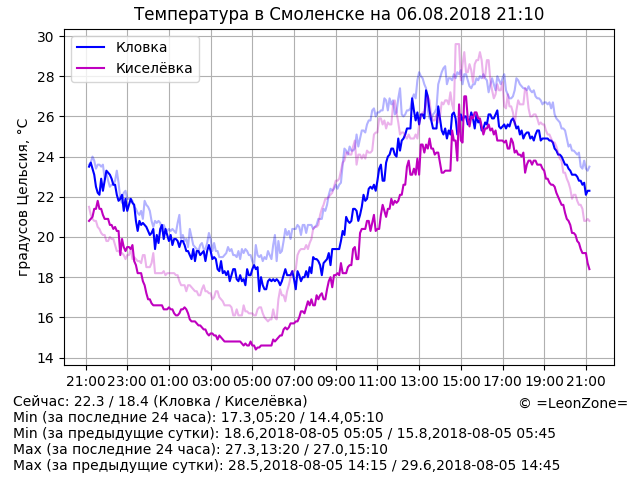 Температура в Смоленске на 06.08.2018 21:10
Кловка
Киселёвка
градусов Цельсия, °C
30
28
26
24
22
20
18
16
14
21:00 23:00 01:00 03:00 05:00 07:00 09:00 11:00 13:00 15:00 17:00 19:00 21:00
Сейчас: 22.3 / 18.4 (Кловка / Киселёвка)
© =LeonZone=
Min (за последние 24 часа): 17.3,05:20 / 14.4,05:10
Min (за предыдущие сутки): 18.6,2018-08-05 05:05 / 15.8,2018-08-05 05:45
Max (за последние 24 часа): 27.3,13:20 / 27.0,15:10
Max (за предыдущие сутки): 28.5,2018-08-05 14:15 / 29.6,2018-08-05 14:45